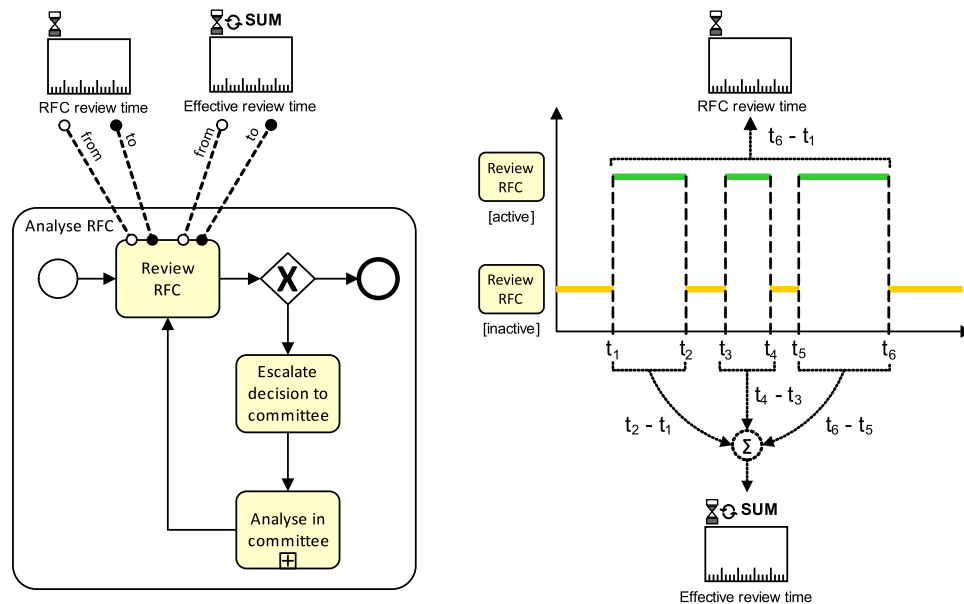 SUM
RFC review time
Effective review time
from
to
from
to
Analyse RFC
Review
RFC
X
Escalate
decision to
committee
Analyse in
committee
RFC review time
t6 - t1
Review
RFC
[active]
Review
RFC
[inactive]
t1 t2 t3 t4 t5 t6
t4 - t3
t2 - t1
t6 - t5
Σ
SUM
Effective review time